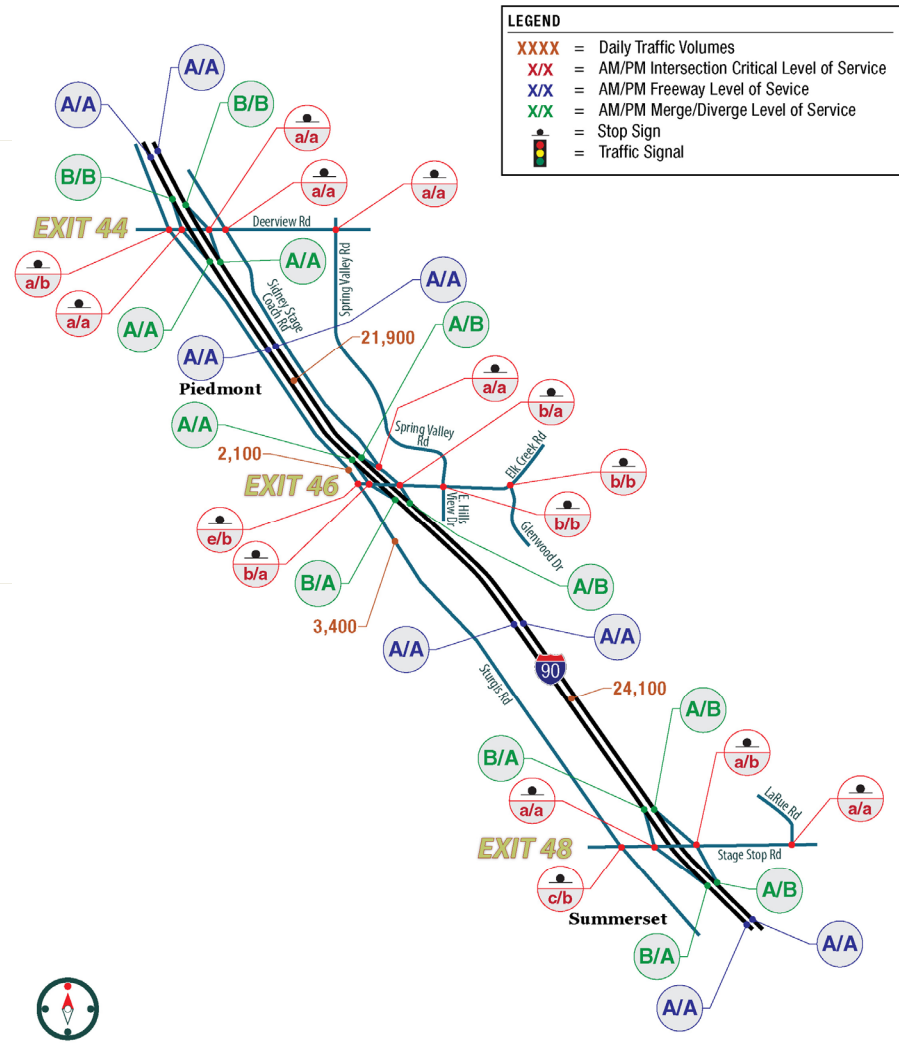 LEGEND
XXXX = Daily Traffic Volumes
X/X = AM/PM Intersection Critical Level of Service
X/X = AM/PM Freeway Level of Sevice
X/X = AM/PM Merge/Diverge Level of Service
= Stop Sign
= Traffic Signal
A/A
A/A
B/B
a/a
B/B
a/a
a/a
EXIT 44
Deerview Rd
Spring Valley Rd
a/b
A/A
A/A
a/a
Sidney Stage
Coach Rd
A/A
A/B
21,900
A/A
Piedmont
a/a
b/a
A/A
Spring Valley
Rd
2,100
Elk Creek Rd
b/b
EXIT 46
E. Hills
View Dr
b/b
e/b
Glenwood Dr
b/a
B/A
A/B
3,400
A/A
A/A
90
Sturgis Rd
24,100
A/B
B/A
a/b
a/a
LaRue Rd
a/a
EXIT 48
Stage Stop Rd
c/b
A/B
Summerset
B/A
A/A
A/A